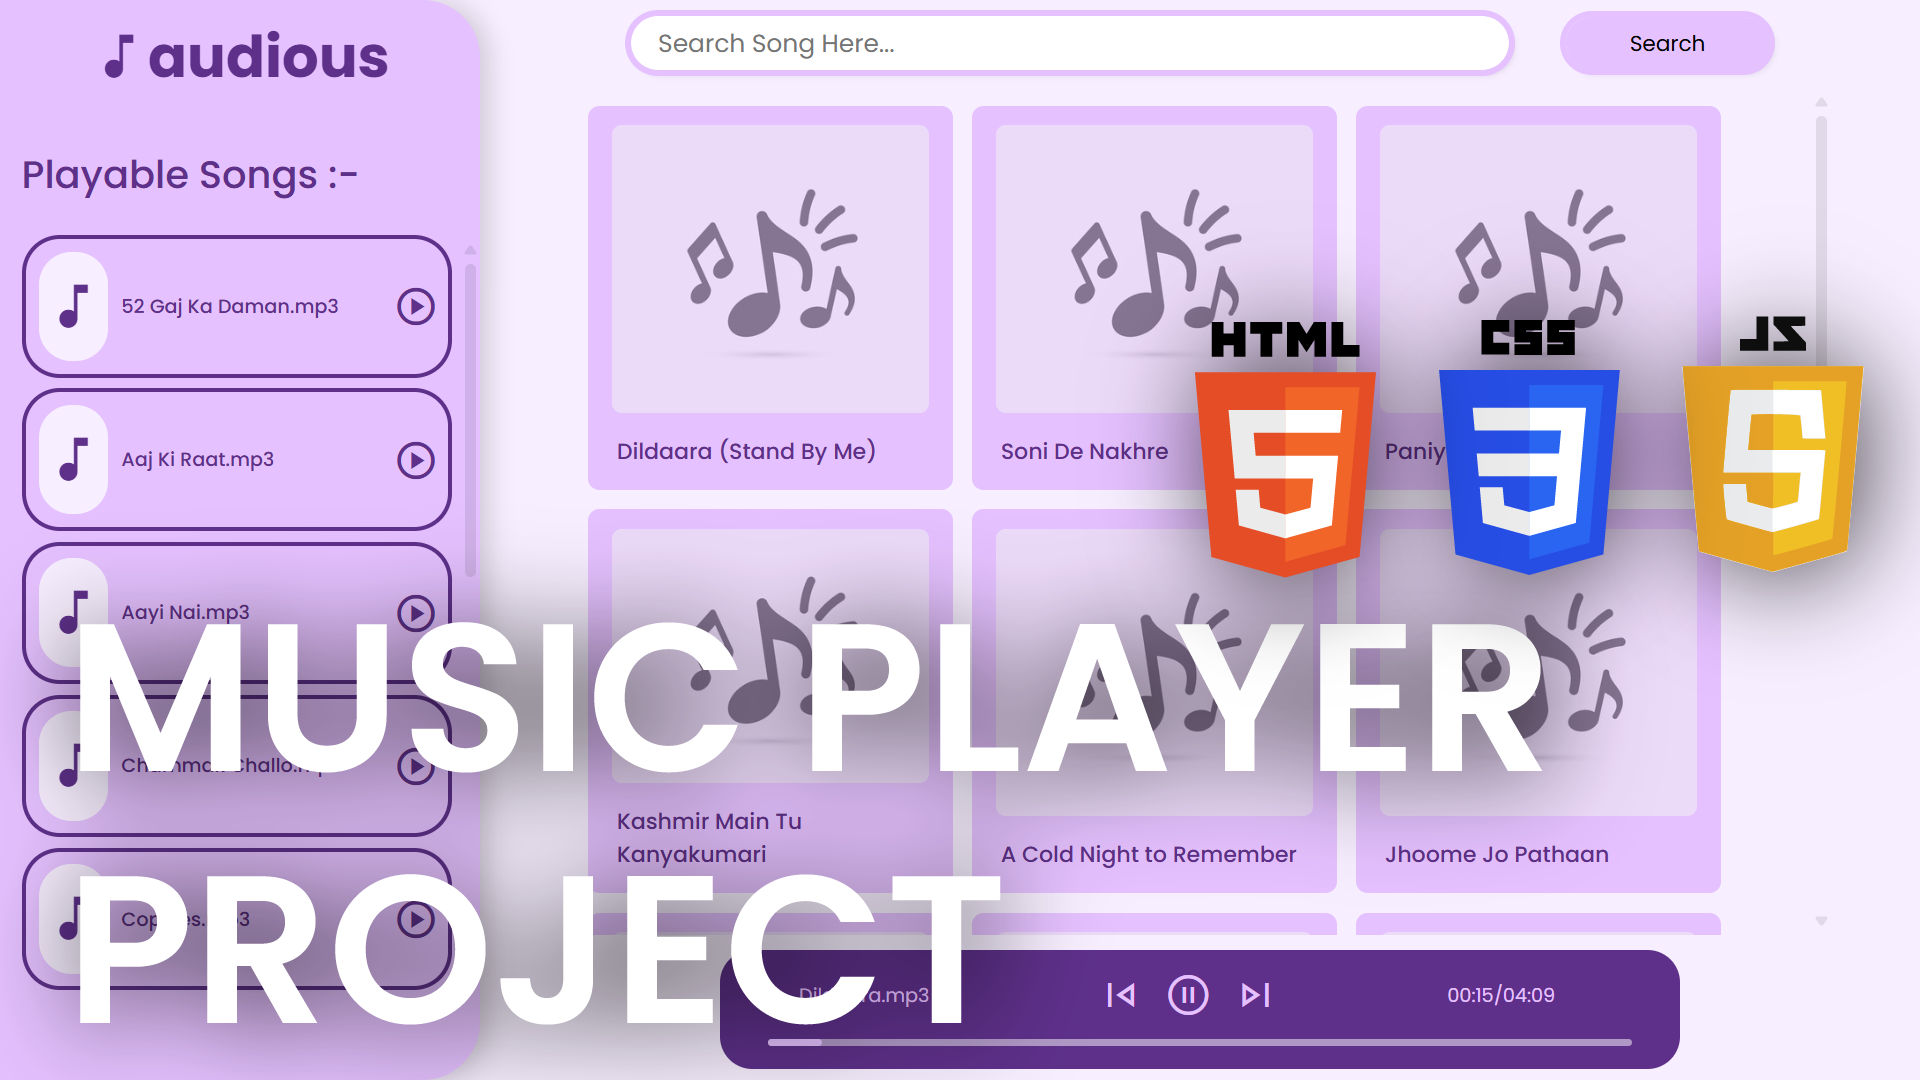 audious
Search Song Here...
Search
Playable Songs :-
52 Gaj Ka Daman.mp3
Aaj Ki Raat.mp3
Aayi Nai.mp3
Dildaara (Stand By Me)
Soni De Nakhre
HTML
CSS
JS
MUSIC PLAYER
PROJECT
Kashmir Main Tu
Kanyakumari
A Cold Night to Remember
Jhoome Jo Pathaan
00:15/04:09